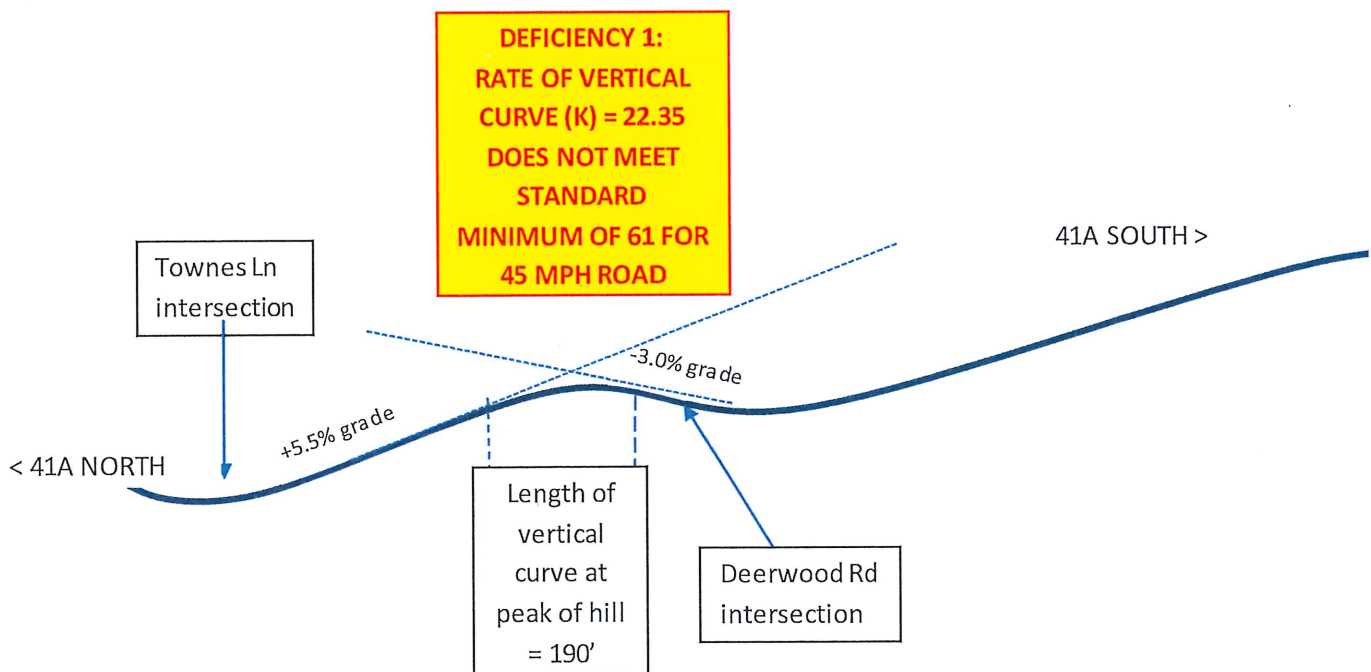 DEFICIENCY 1:
RATE OF VERTICAL
CURVE (K) = 22.35
DOES NOT MEET
STANDARD
MINIMUM OF 61 FOR
45 MPH ROAD
41A SOUTH >
Townes Ln
intersection
-3.0% grade
+5.5% grade
< 41A NORTH
Length of
vertical
curve at
peak of hill
= 190'
Deerwood Rd
intersection